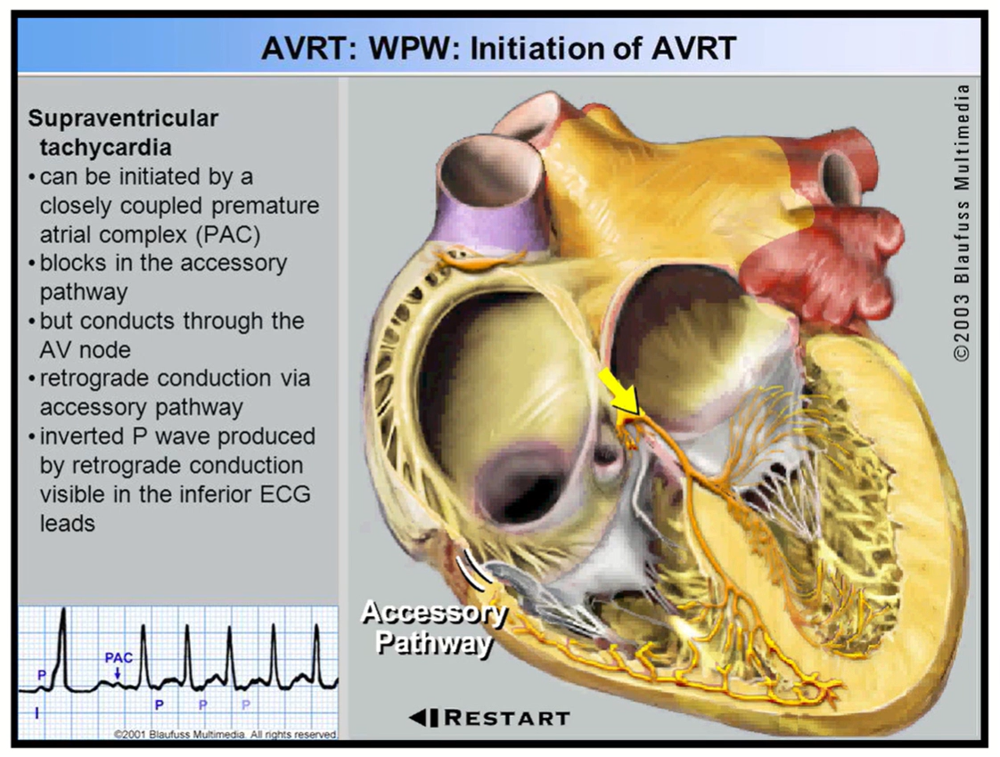 AVRT: WPW: Initiation of AVRT
Supraventricular
tachycardia
• can be initiated by a
closely coupled premature
atrial complex (PAC)
• blocks in the accessory
pathway
• but conducts through the
AV node
• retrograde conduction via
accessory pathway
• inverted P wave produced
by retrograde conduction
visible in the inferior ECG
leads
©2003 Blaufuss Multimedia
Accessory
Pathway
PAC
P
P P P
I
©2001 Blaufuss Multimedia. All rights reserved.
RESTART